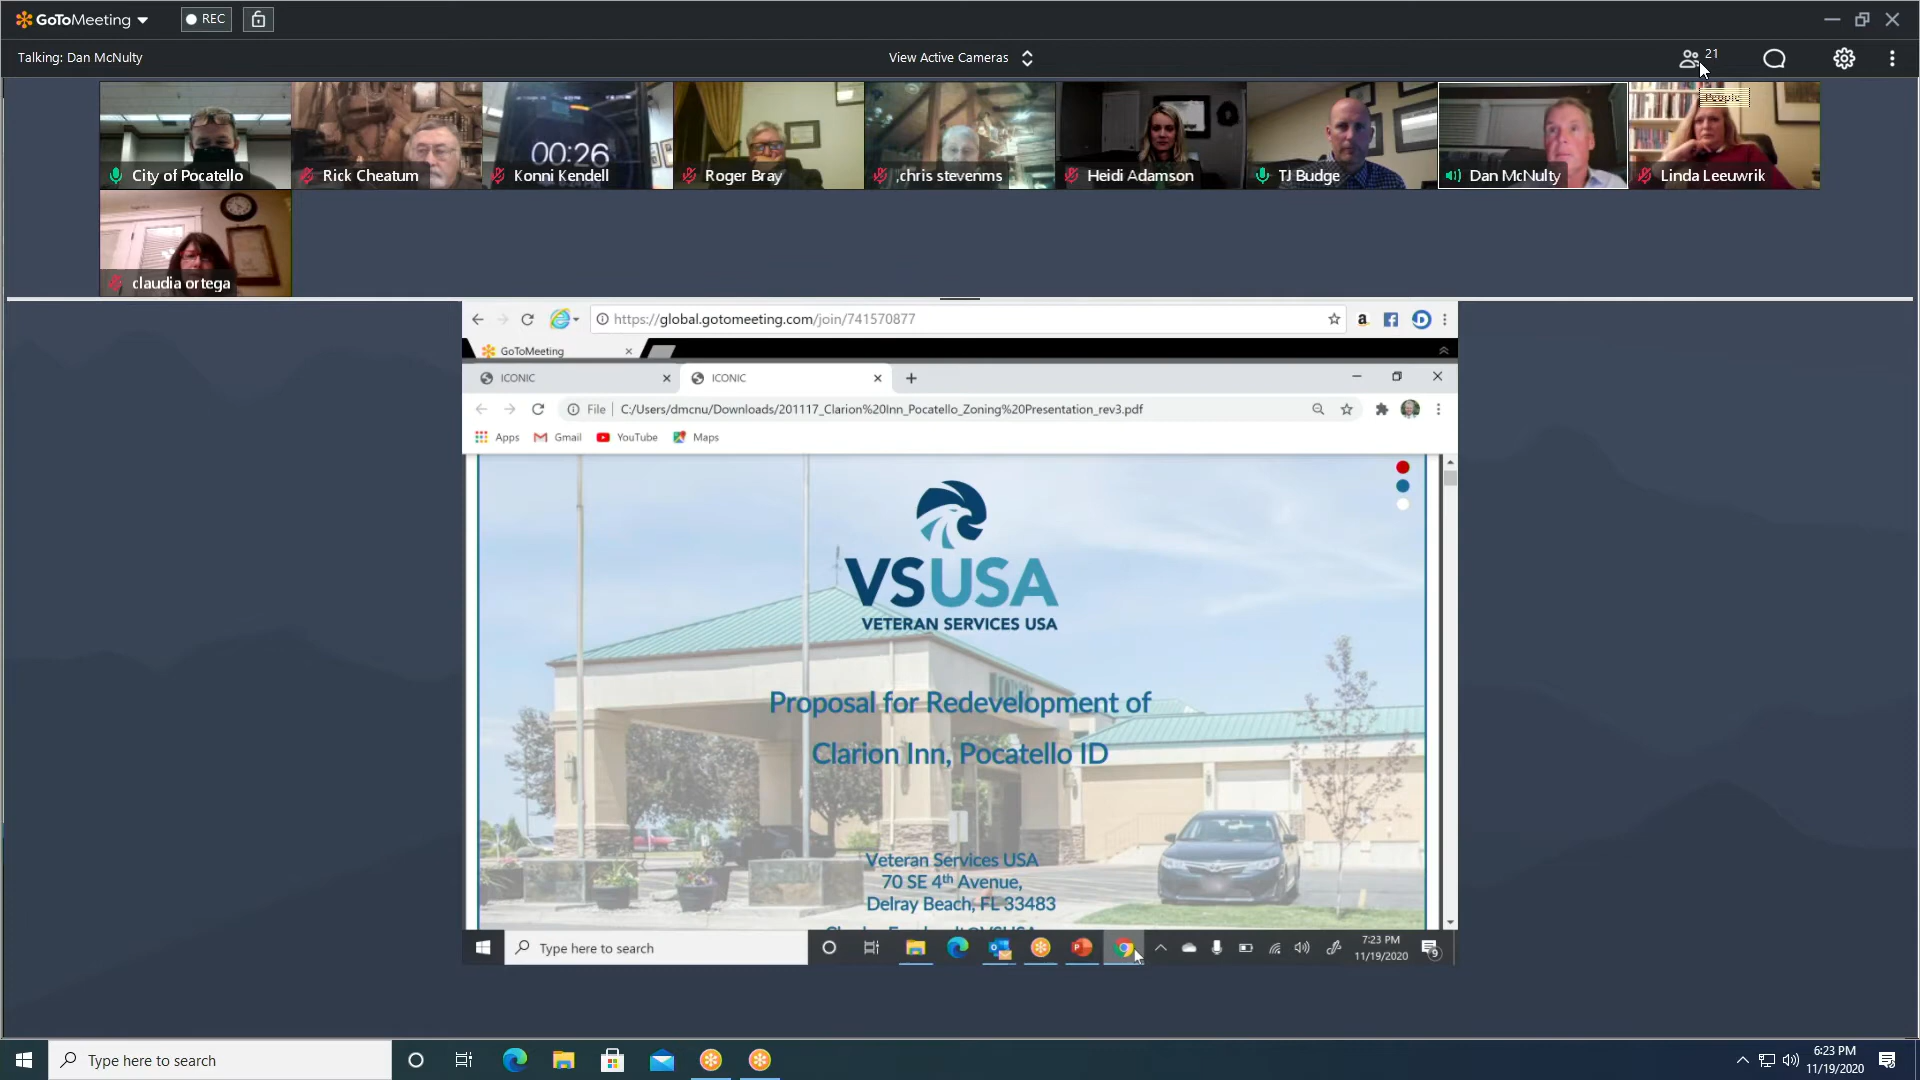 GoToMeeting
REC
Talking: Dan McNulty
View Active Cameras
21
People
City of Pocatello
Rick Cheatum
00:26
Konni Kendell
Roger Bray
,chris stevenms
Heidi Adamson
TJ Budge
Dan McNulty
Linda Leeuwrik
claudia ortega
https://global.gotomeeting.com/join/741570877
GoToMeeting
ICONIC
ICONIC
File
C:/Users/dmcnu/Downloads/201117_Clarion%20Inn_Pocatello_Zoning%20Presentation_rev3.pdf
Apps
Gmail
YouTube
Maps
VSUSA
VETERAN SERVICES USA
Proposal for Redevelopment of
Clarion Inn, Pocatello ID
Veteran Services USA
70 SE 4th Avenue,
Delray Beach, FL 33483
Type here to search
7:23 PM
11/19/2020
9
Type here to search
6:23 PM
11/19/2020